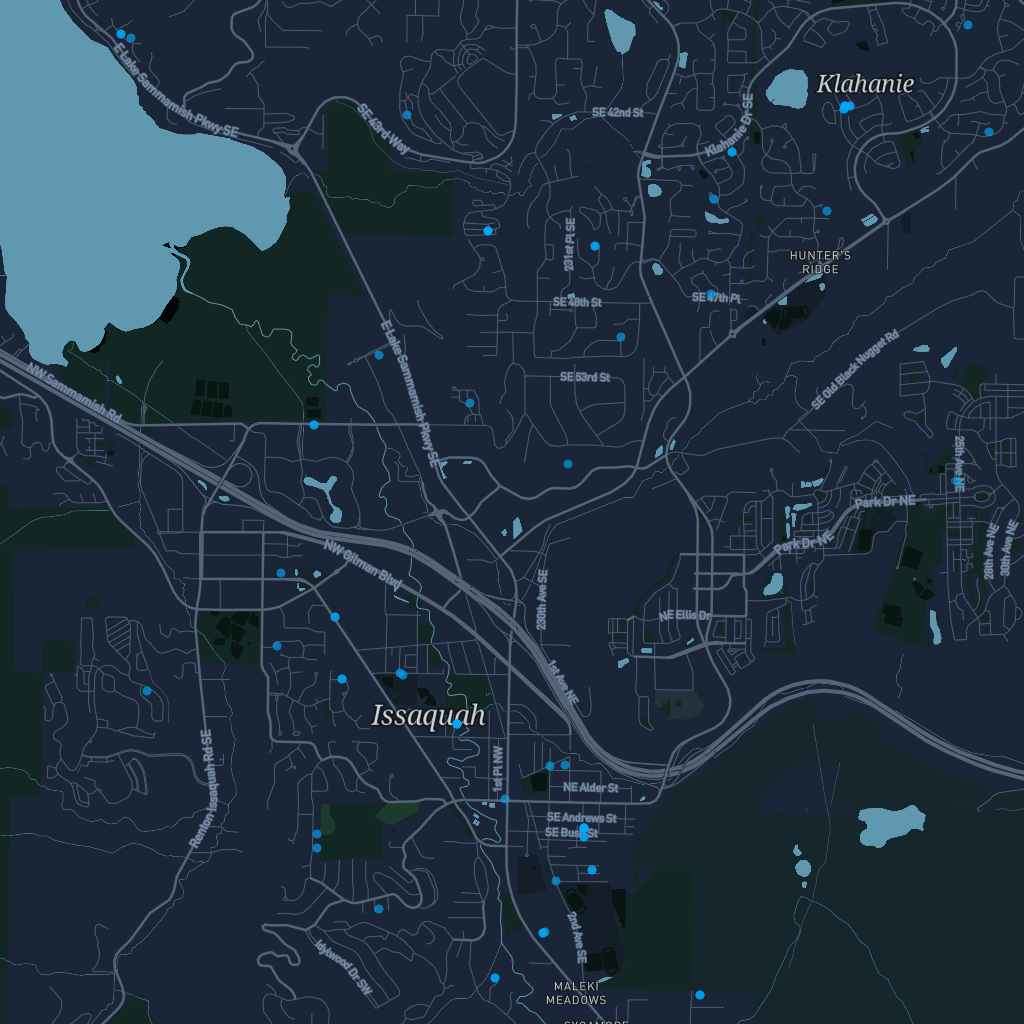 E Lake Sammamish Pkwy SE
SE 43rd Way
SE 42nd St
Klahanie Dr SE
Klahanie
231st Pl SE
HUNTER'S
RIDGE
SE 48th St
SE 47th Pl
E Lake Sammamish Pkwy SE
SE Old Black Nugget Rd
NW Sammamish Rd
SE 53rd St
25th Ave NE
Park Dr NE
Park Dr NE
28th Ave NE
30th Ave NE
NW Gilman Blvd
230th Ave SE
NE Ellis Dr
1st Ave NE
Issaquah
Renton Issaquah Rd SE
1st Pl NW
NE Alder St
SE Andrews St
SE Bush St
2nd Ave SE
Idylwood Dr SW
MALEKI
MEADOWS
SYCAMORE